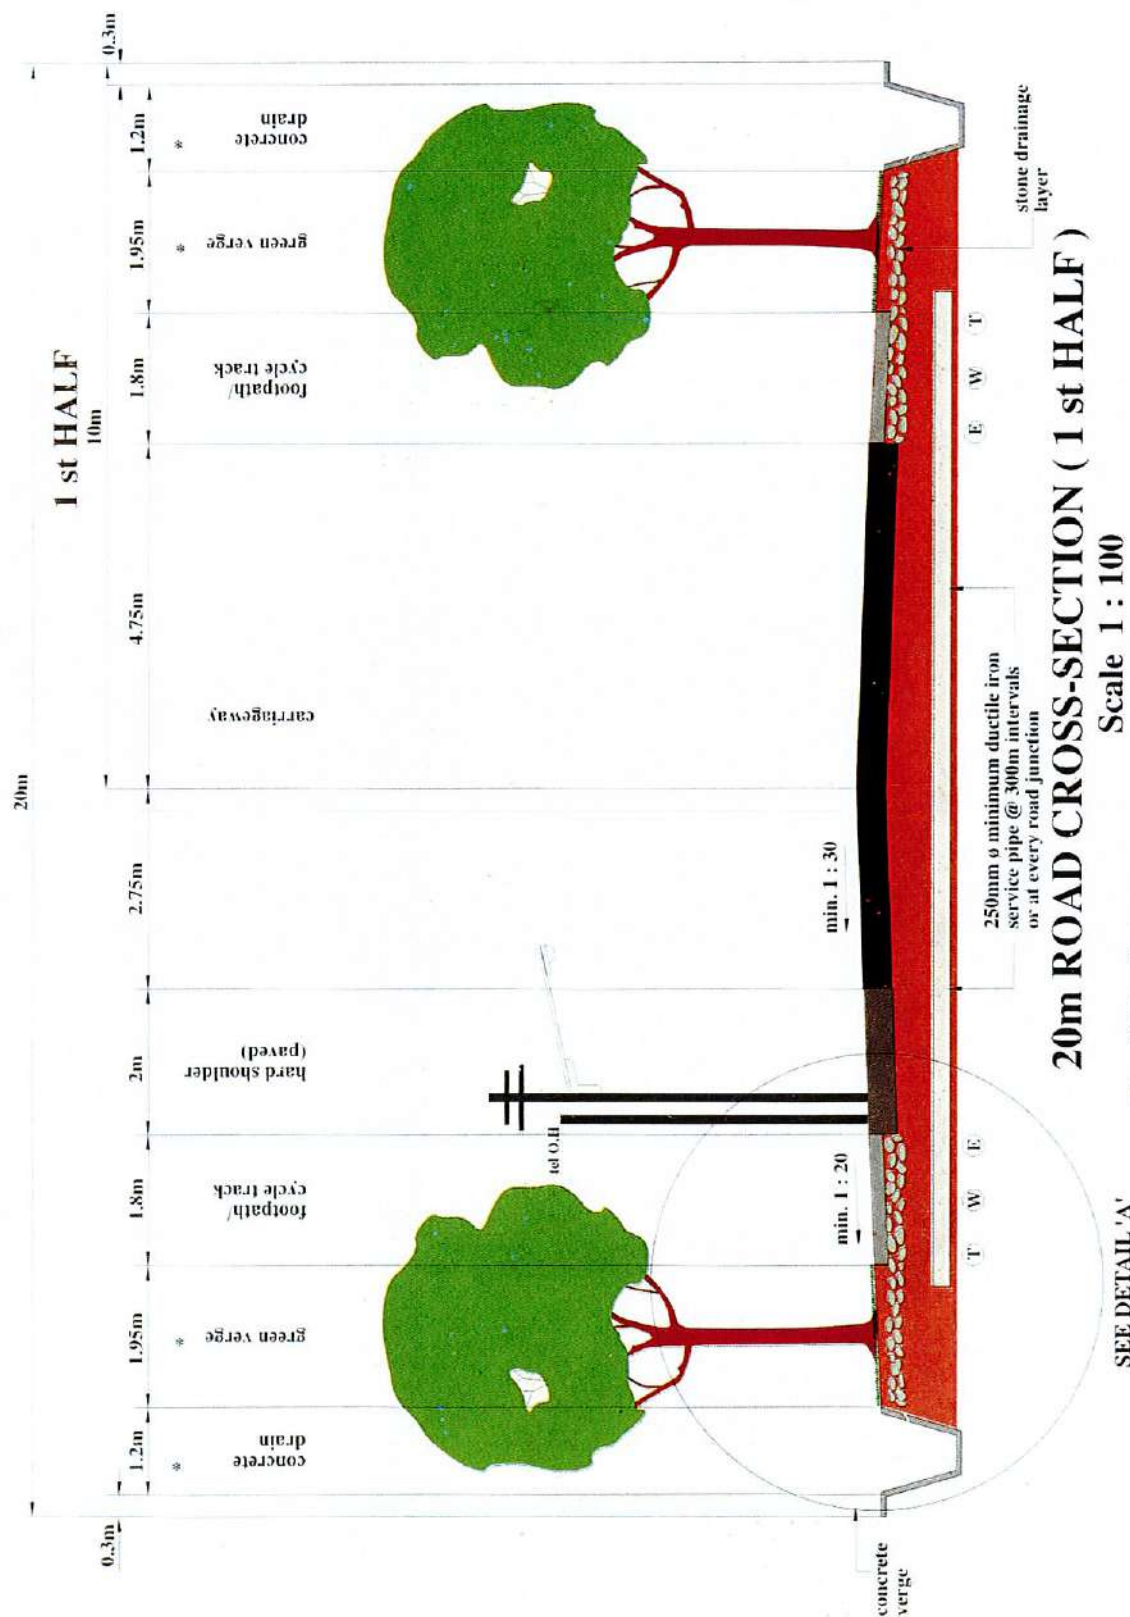 20m
1 st HALF
10m
0.3m
1.2m
1.95m
1.8m
2m
2.75m
4.75m
1.8m
1.95m
1.2m
0.3m
*
concrete
drain
*
green verge
footpath/
cycle track
hard shoulder
(paved)
carriageway
footpath/
cycle track
*
green verge
*
concrete
drain
tel O.H
min. 1 : 20
min. 1 : 30
concrete
verge
T W E
E W T
stone drainage
layer
250mm ø minimum ductile iron
service pipe @ 300m intervals
or at every road junction
SEE DETAIL 'A'
20m ROAD CROSS-SECTION ( 1 st HALF )
Scale 1 : 100